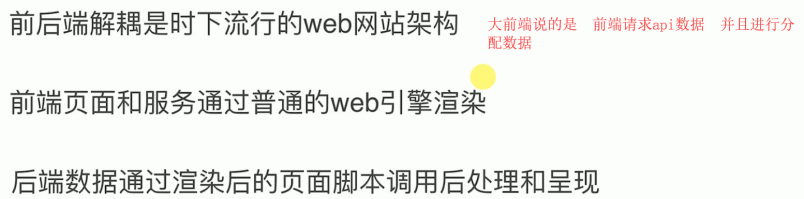 前后端解耦是时下流行的web网站架构
大前端说的是 前端请求api数据 并且进行分
配数据
前端页面和服务通过普通的web引擎渲染
后端数据通过渲染后的页面脚本调用后处理和呈现